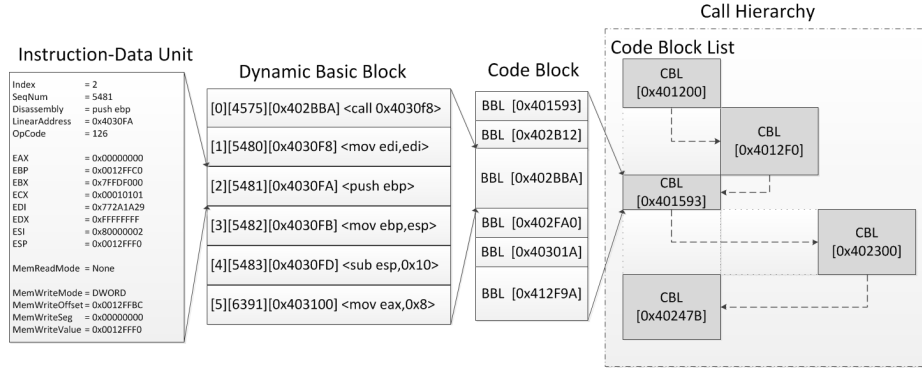 Call Hierarchy
Instruction-Data Unit
Dynamic Basic Block
Code Block
Code Block List
Index = 2
SeqNum = 5481
Disassembly = push ebp
LinearAddress = 0x4030FA
OpCode = 126
EAX = 0x00000000
EBP = 0x0012FFC0
EBX = 0x7FFDF000
ECX = 0x00010101
EDI = 0x772A1A29
EDX = 0xFFFFFFFF
ESI = 0x80000002
ESP = 0x0012FFF0
MemReadMode = None
MemWriteMode = DWORD
MemWriteOffset = 0x0012FFBC
MemWriteSeg = 0x00000000
MemWriteValue = 0x0012FFF0
[0][4575][0x402BBA] <call 0x4030f8>
[1][5480][0x4030F8] <mov edi,edi>
[2][5481][0x4030FA] <push ebp>
[3][5482][0x4030FB] <mov ebp,esp>
[4][5483][0x4030FD] <sub esp,0x10>
[5][6391][0x403100] <mov eax,0x8>
BBL [0x401593]
BBL [0x402B12]
BBL [0x402BBA]
BBL [0x402FA0]
BBL [0x40301A]
BBL [0x412F9A]
CBL
[0x401200]
CBL
[0x4012F0]
CBL
[0x401593]
CBL
[0x402300]
CBL
[0x40247B]